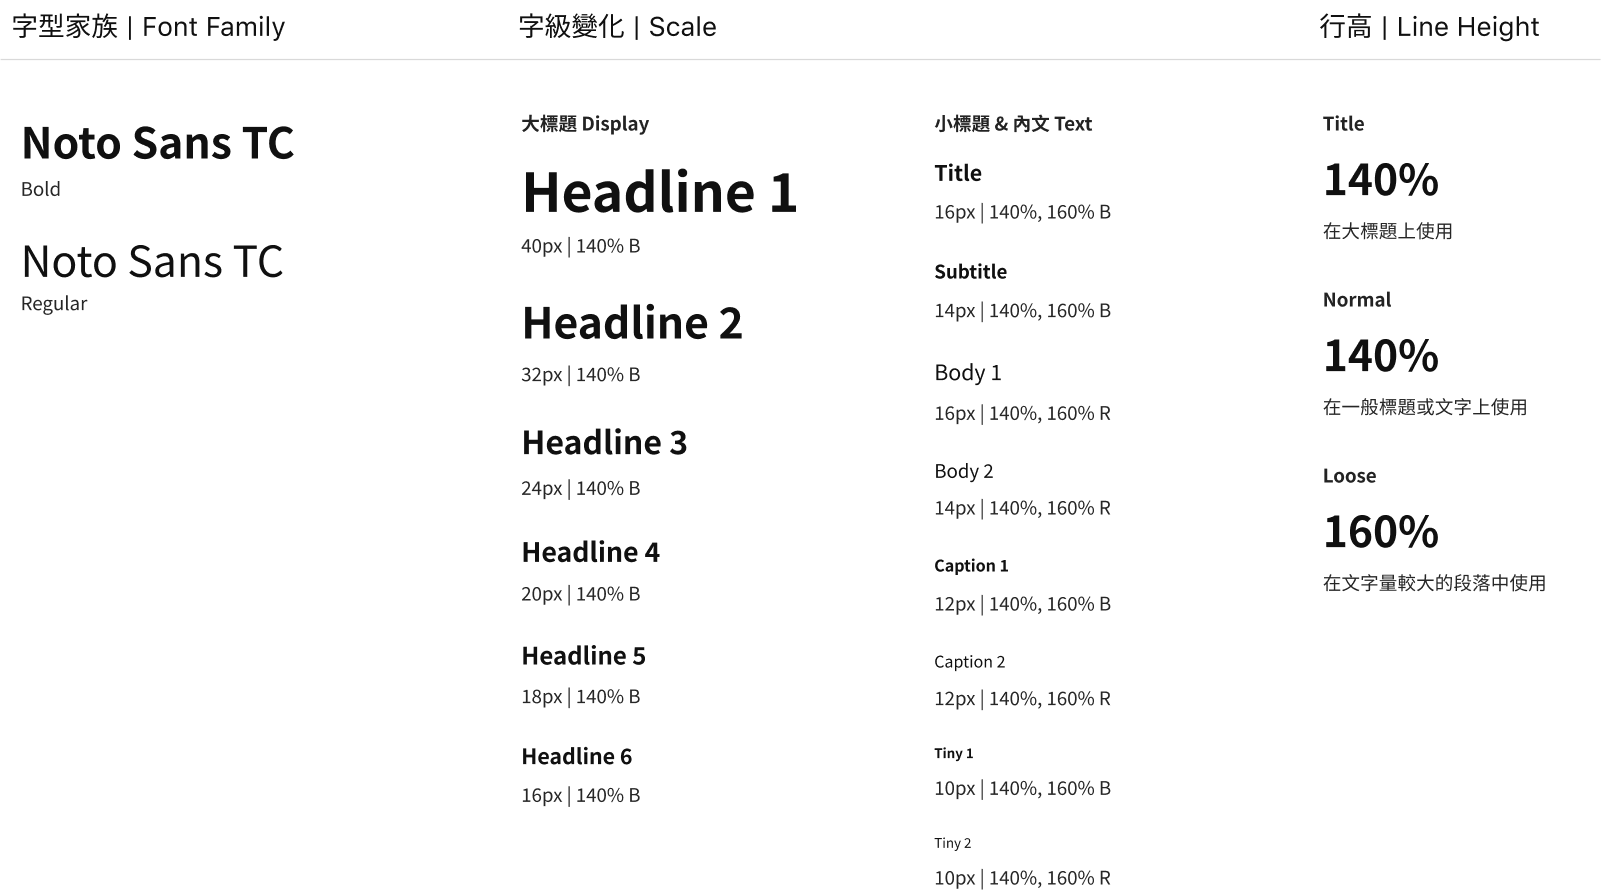 字型家族 | Font Family
Noto Sans TC
Bold
Noto Sans TC
Regular
字級變化 | Scale
大標題 Display
Headline 1
40px | 140% B
Headline 2
32px | 140% B
Headline 3
24px | 140% B
Headline 4
20px | 140% B
Headline 5
18px | 140% B
Headline 6
16px | 140% B
小標題 & 內文 Text
Title
16px | 140%, 160% B
Subtitle
14px | 140%, 160% B
Body 1
16px | 140%, 160% R
Body 2
14px | 140%, 160% R
Caption 1
12px | 140%, 160% B
Caption 2
12px | 140%, 160% R
Tiny 1
10px | 140%, 160% B
Tiny 2
10px | 140%, 160% R
行高 | Line Height
Title
140%
在大標題上使用
Normal
140%
在一般標題或文字上使用
Loose
160%
在文字量較大的段落中使用